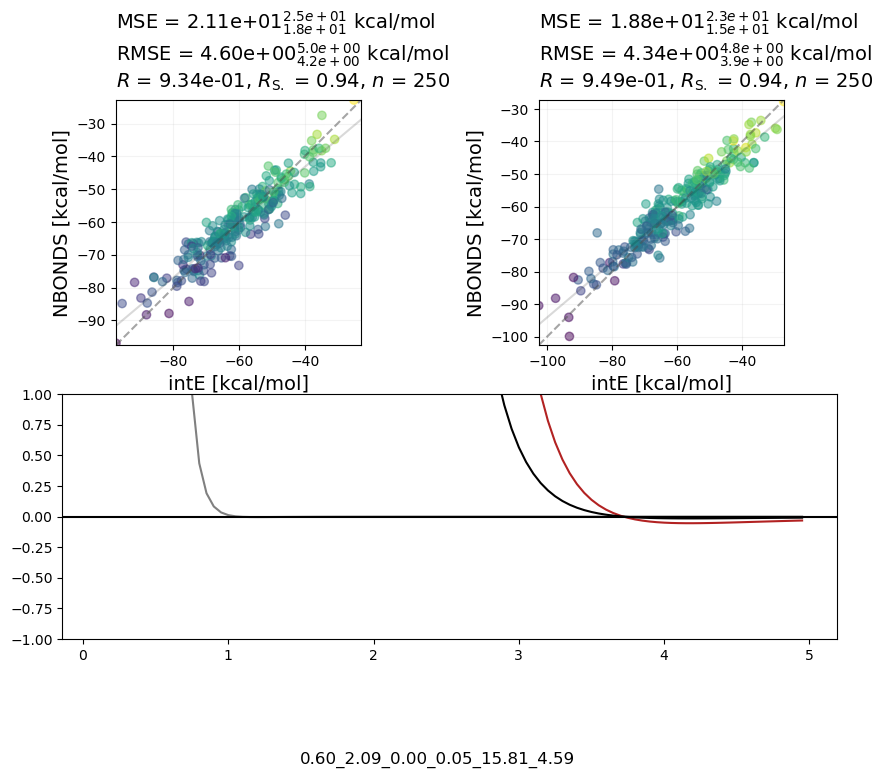 MSE = 2.11e+01 2.5e+01 1.8e+01 kcal/mol
RMSE = 4.60e+00 5.0e+00 4.2e+00 kcal/mol
R = 9.34e-01, RS. = 0.94, n = 250
−30
−40
−50
−60
−70
−80
−90
NBONDS [kcal/mol]
−80 −60 −40
intE [kcal/mol]
MSE = 1.88e+01 2.3e+01 1.5e+01 kcal/mol
RMSE = 4.34e+00 4.8e+00 3.9e+00 kcal/mol
R = 9.49e-01, RS. = 0.94, n = 250
−30
−40
−50
−60
−70
−80
−90
−100
NBONDS [kcal/mol]
−100 −80 −60 −40
intE [kcal/mol]
1.00
0.75
0.50
0.25
0.00
−0.25
−0.50
−0.75
−1.00
0 1 2 3 4 5
0.60_2.09_0.00_0.05_15.81_4.59